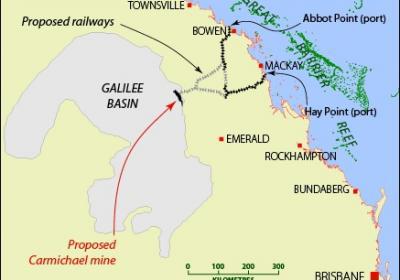 TOWNSVILLE
Abbot Point (port)
Proposed railways
BOWEN
GREAT
BARRIER
REEF
MACKAY
GALILEE
BASIN
Hay Point (port)
EMERALD
ROCKHAMPTON
BUNDABERG
Proposed
Carmichael mine
0 100 200 300
KILOMETRES
BRISBANE